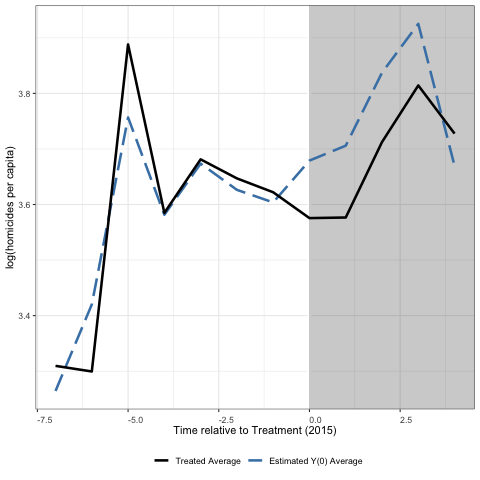 log(homicides per capita)
3.8
3.6
3.4
-7.5 -5.0 -2.5 0.0 2.5
Time relative to Treatment (2015)
Treated Average Estimated Y(0) Average